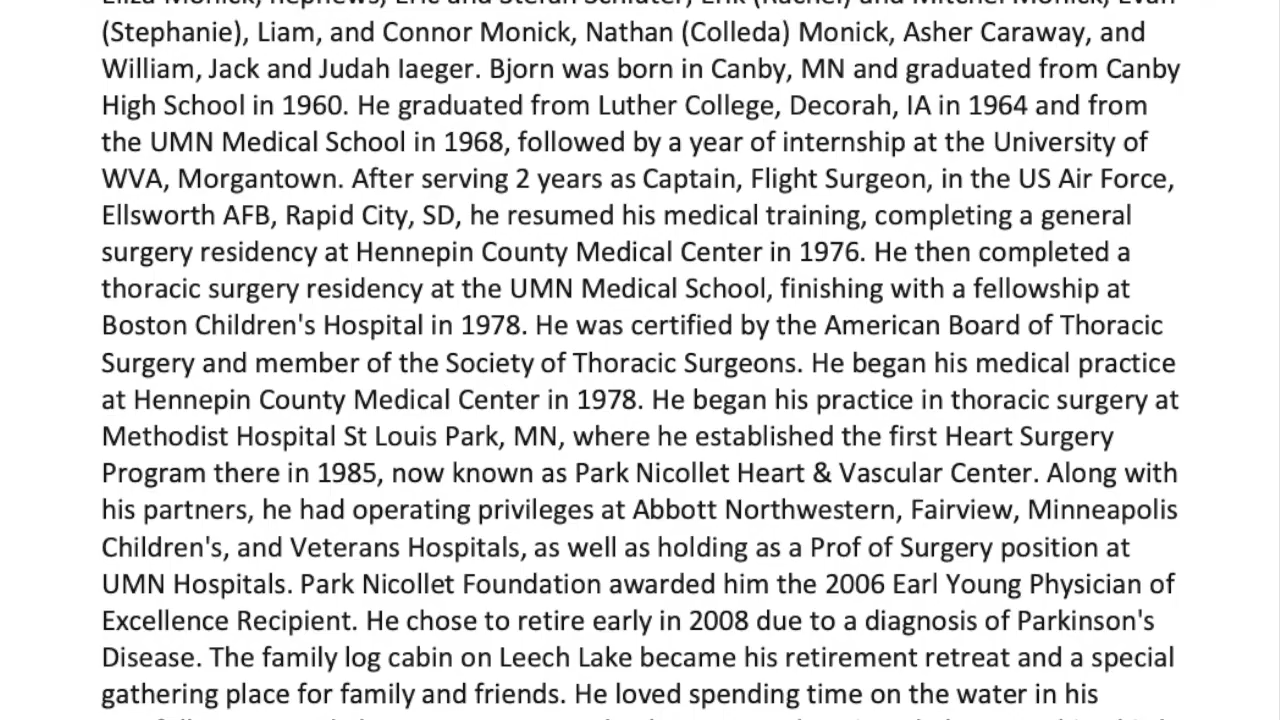 Eliza Monick, nephews, Eric and Stefan Schluter, Erik (Rachel) and Mitchel Monick, Evan
(Stephanie), Liam, and Connor Monick, Nathan (Colleda) Monick, Asher Caraway, and
William, Jack and Judah Iaeger. Bjorn was born in Canby, MN and graduated from Canby
High School in 1960. He graduated from Luther College, Decorah, IA in 1964 and from
the UMN Medical School in 1968, followed by a year of internship at the University of
WVA, Morgantown. After serving 2 years as Captain, Flight Surgeon, in the US Air Force,
Ellsworth AFB, Rapid City, SD, he resumed his medical training, completing a general
surgery residency at Hennepin County Medical Center in 1976. He then completed a
thoracic surgery residency at the UMN Medical School, finishing with a fellowship at
Boston Children's Hospital in 1978. He was certified by the American Board of Thoracic
Surgery and member of the Society of Thoracic Surgeons. He began his medical practice
at Hennepin County Medical Center in 1978. He began his practice in thoracic surgery at
Methodist Hospital St Louis Park, MN, where he established the first Heart Surgery
Program there in 1985, now known as Park Nicollet Heart & Vascular Center. Along with
his partners, he had operating privileges at Abbott Northwestern, Fairview, Minneapolis
Children's, and Veterans Hospitals, as well as holding as a Prof of Surgery position at
UMN Hospitals. Park Nicollet Foundation awarded him the 2006 Earl Young Physician of
Excellence Recipient. He chose to retire early in 2008 due to a diagnosis of Parkinson's
Disease. The family log cabin on Leech Lake became his retirement retreat and a special
gathering place for family and friends. He loved spending time on the water in his